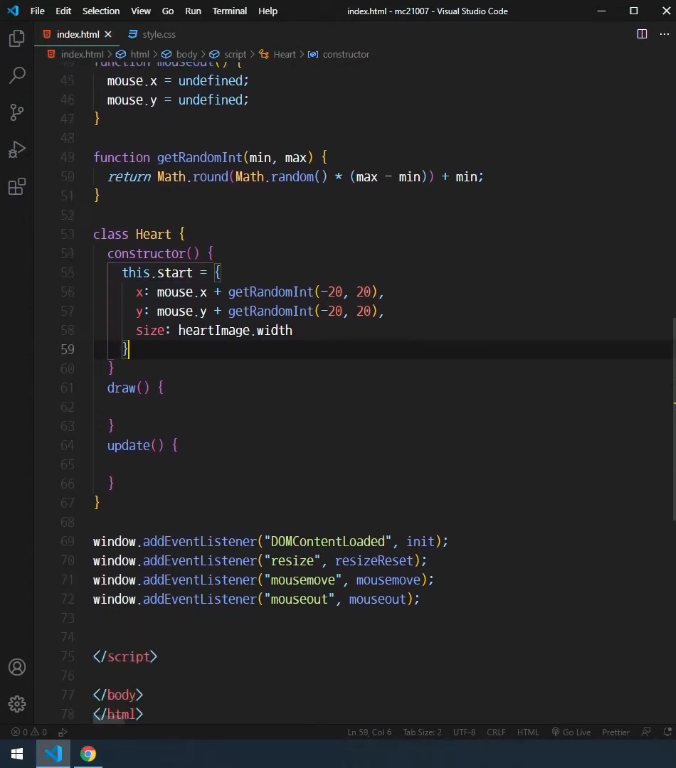 File Edit Selection View Go Run Terminal Help index.html - mc21007 - Visual Studio Code
index.html style.css
index.html > html > body > script > Heart > constructor
44 function mouseout() {
45 mouse.x = undefined;
46 mouse.y = undefined;
47 }
48
49 function getRandomInt(min, max) {
50 return Math.round(Math.random() * (max - min)) + min;
51 }
52
53 class Heart {
54 constructor() {
55 this.start = {
56 x: mouse.x + getRandomInt(-20, 20),
57 y: mouse.y + getRandomInt(-20, 20),
58 size: heartImage.width
59 }
60 }
61 draw() {
62
63 }
64 update() {
65
66 }
67 }
68
69 window.addEventListener("DOMContentLoaded", init);
70 window.addEventListener("resize", resizeReset);
71 window.addEventListener("mousemove", mousemove);
72 window.addEventListener("mouseout", mouseout);
73
74
75 </script>
76
77 </body>
78 </html>
0 0 Ln 59, Col 6 Tab Size: 2 UTF-8 CRLF HTML Go Live Prettier